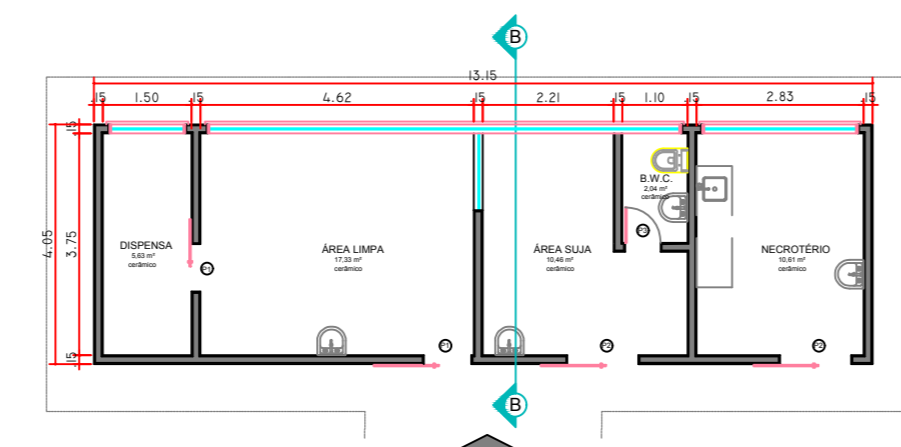 B
13.15
15
1.50
15
4.62
15
2.21
15
1.10
15
2.83
15
15
4.05
3.75
15
B.W.C.
2,04 m²
cerâmico
P3
DISPENSA
5,63 m²
cerâmico
P1
ÁREA LIMPA
17,33 m²
cerâmico
ÁREA SUJA
10,46 m²
cerâmico
NECROTÉRIO
10,61 m²
cerâmico
P1
P2
P2
B